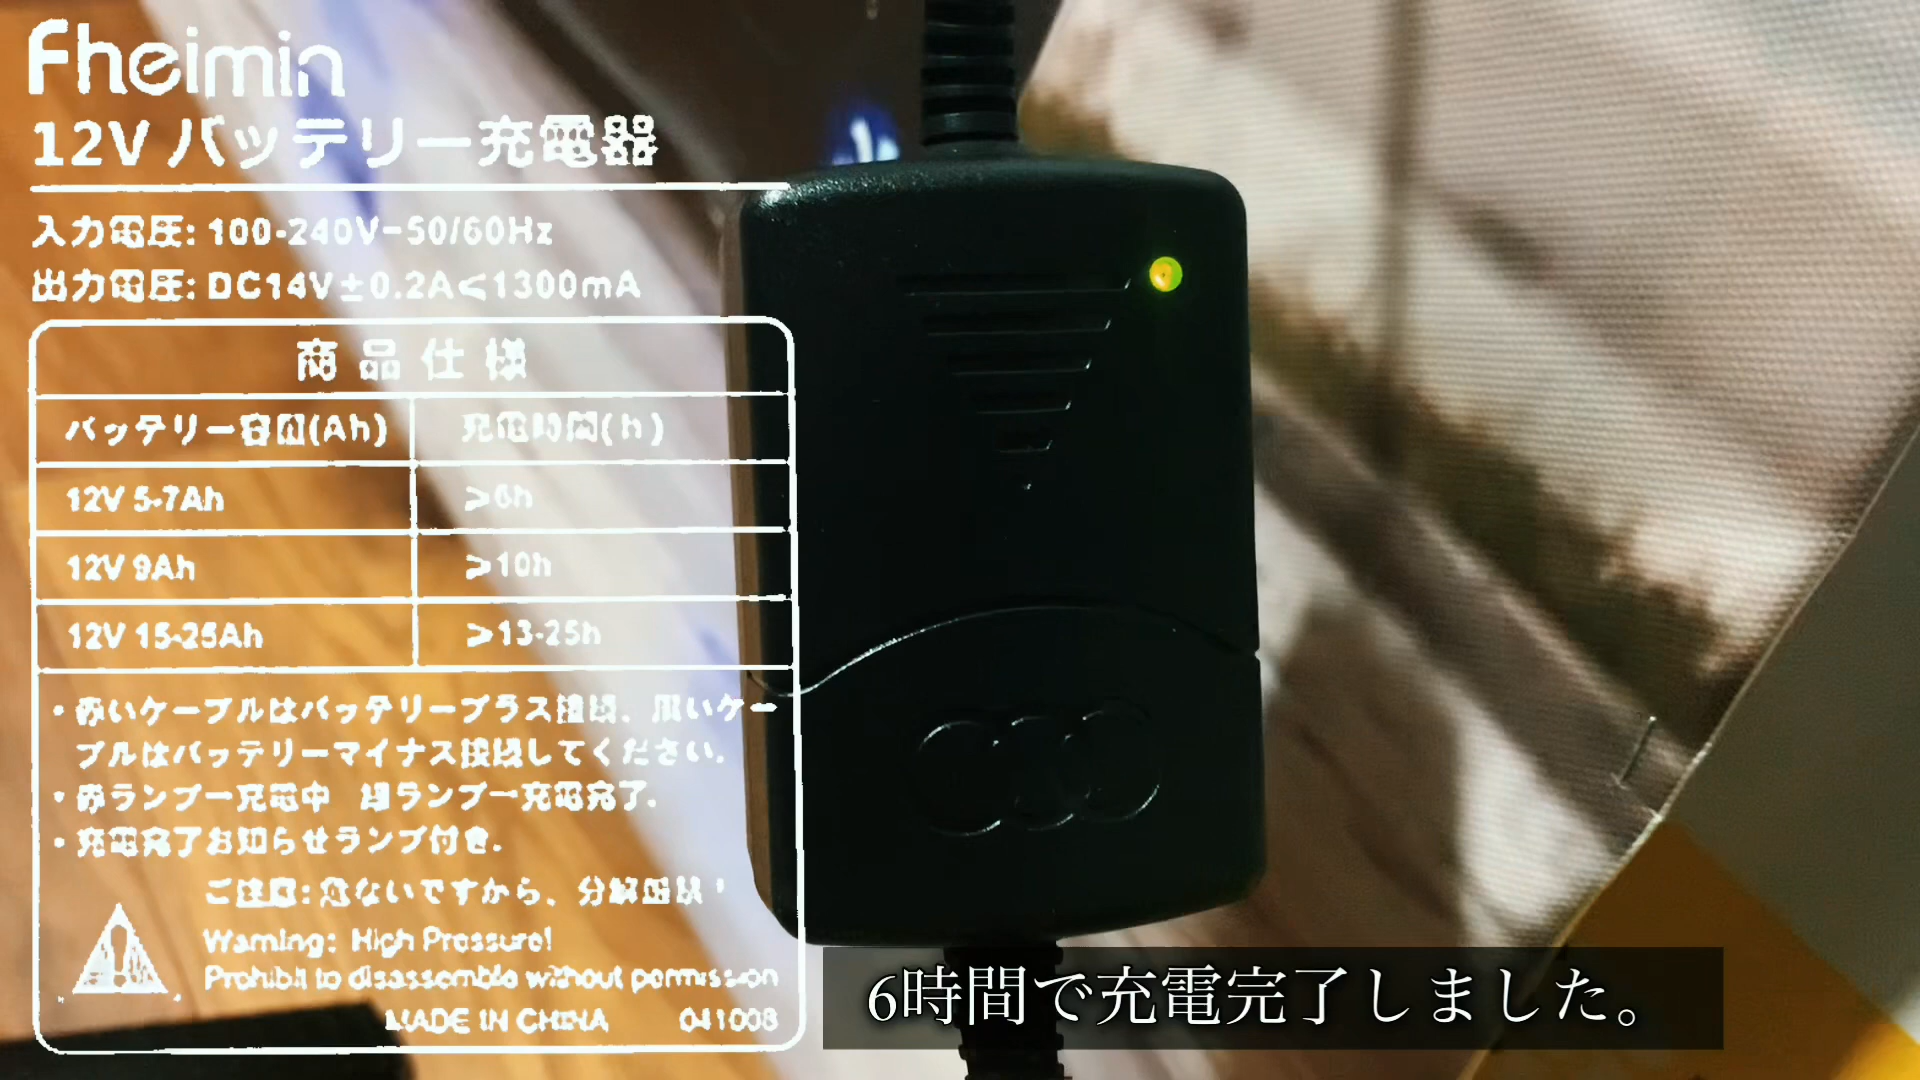 Fheimin
12V バッテリー充電器
入力電圧: 100-240V~50/60Hz
出力電圧: DC14V±0.2A≤1300mA
商品仕様
バッテリー容量(Ah) 充電時間(h)
12V 5-7Ah ≥6h
12V 9Ah ≥10h
12V 15-25Ah ≥13-25h
・赤いケーブルはバッテリープラス接続、黒いケー
ブルはバッテリーマイナス接続してください.
・赤ランプー充電中 緑ランプー充電完了.
・充電完了お知らせランプ付き.
ご注意: 危ないですから、分解厳禁!
Warning: High Pressure!
Prohibit to disassemble without permission
MADE IN CHINA 041008
6時間で充電完了しました。